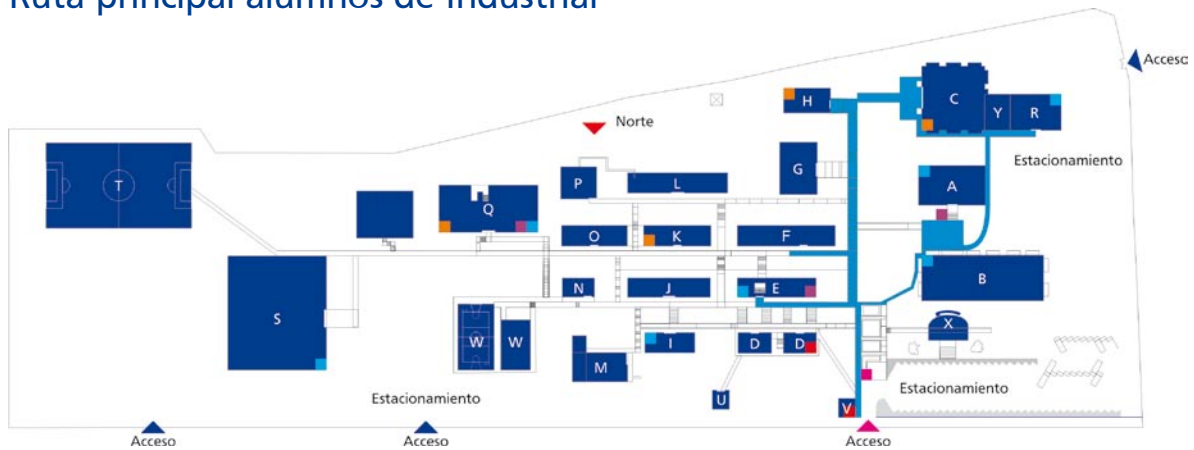 Ruta principal alumnos de Industrial
Acceso
C
Y
R
H
Norte
Estacionamiento
G
P
L
T
A
Q
O
K
F
B
N
J
E
S
X
W
W
I
D
D
M
Estacionamiento
Estacionamiento
U
V
Acceso
Acceso
Acceso